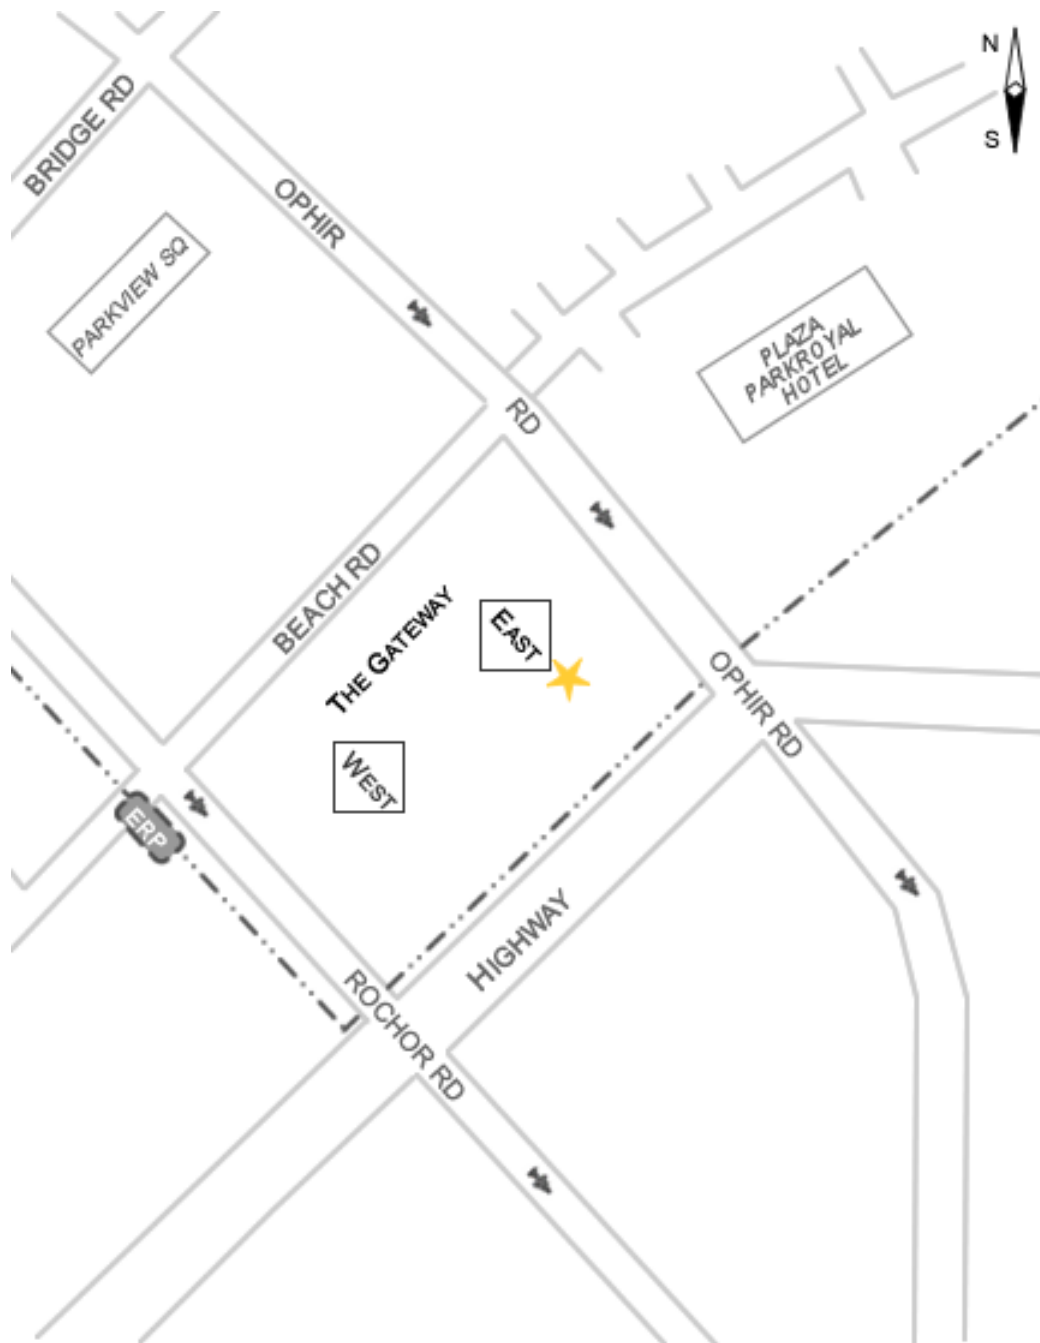 N
S
BRIDGE RD
OPHIR
PARKVIEW SQ
PLAZA
PARKROYAL
HOTEL
RD
BEACH RD
THE GATEWAY
EAST
OPHIR RD
WEST
ERP
HIGHWAY
ROCHOR RD